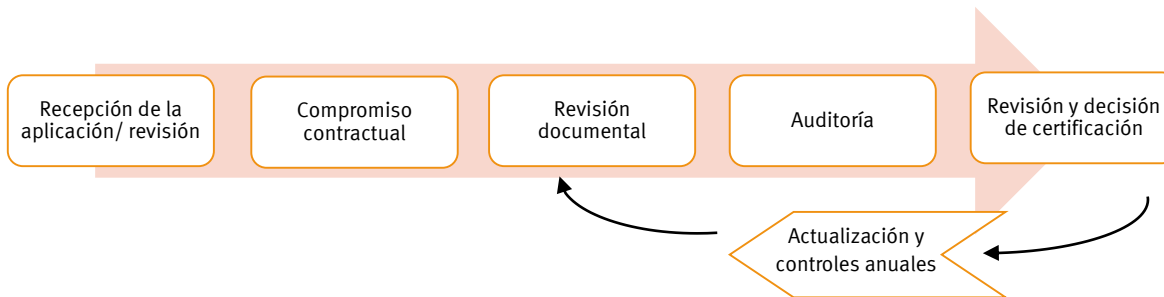 Recepción de la
aplicación/ revisión
Compromiso
contractual
Revisión
documental
Auditoría
Revisión y decisión
de certificación
Actualización y
controles anuales